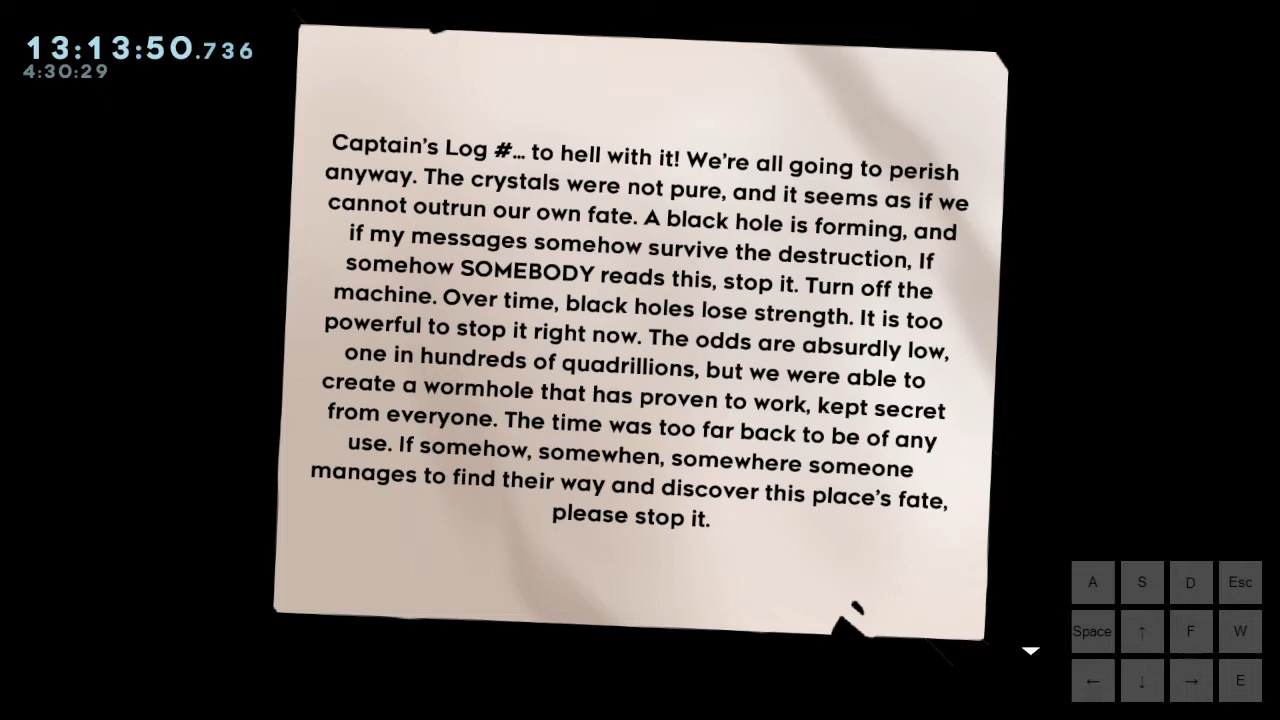 13:13:50.736
4:30:29
Captain's Log #... to hell with it! We're all going to perish
anyway. The crystals were not pure, and it seems as if we
cannot outrun our own fate. A black hole is forming, and
if my messages somehow survive the destruction, If
somehow SOMEBODY reads this, stop it. Turn off the
machine. Over time, black holes lose strength. It is too
powerful to stop it right now. The odds are absurdly low,
one in hundreds of quadrillions, but we were able to
create a wormhole that has proven to work, kept secret
from everyone. The time was too far back to be of any
use. If somehow, somewhen, somewhere someone
manages to find their way and discover this place's fate,
please stop it.
A S D Esc
Space ↑ F W
← ↓ → E